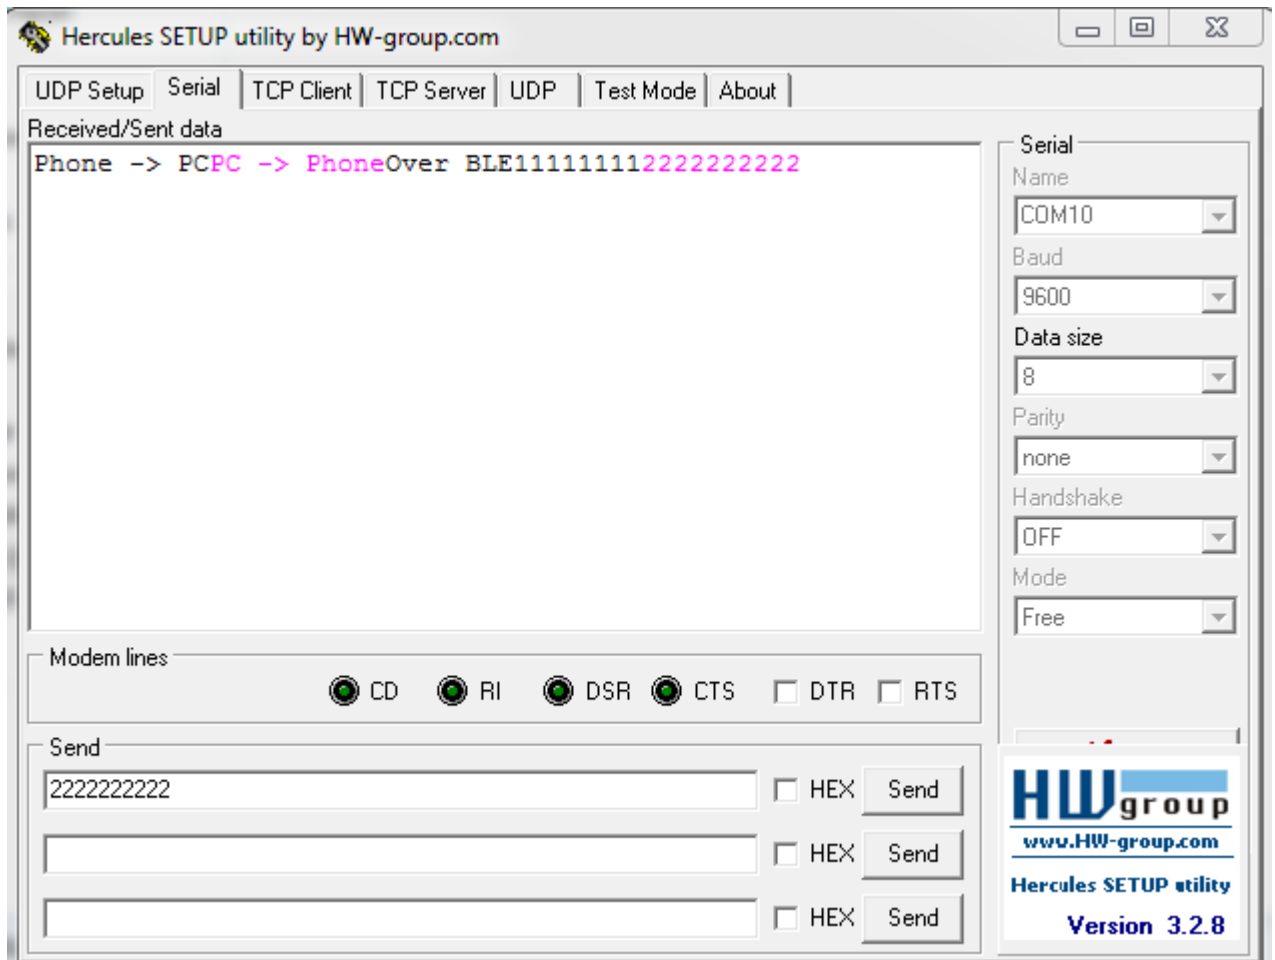 Hercules SETUP utility by HW-group.com
UDP Setup Serial TCP Client TCP Server UDP Test Mode About
Received/Sent data
Phone -> PCPC -> PhoneOver BLE111111112222222222
Serial
Name
COM10
Baud
9600
Data size
8
Parity
none
Handshake
OFF
Mode
Free
Modem lines
CD RI DSR CTS DTR RTS
Send
2222222222 HEX Send
HEX Send
HEX Send
HW group
www.HW-group.com
Hercules SETUP utility
Version 3.2.8